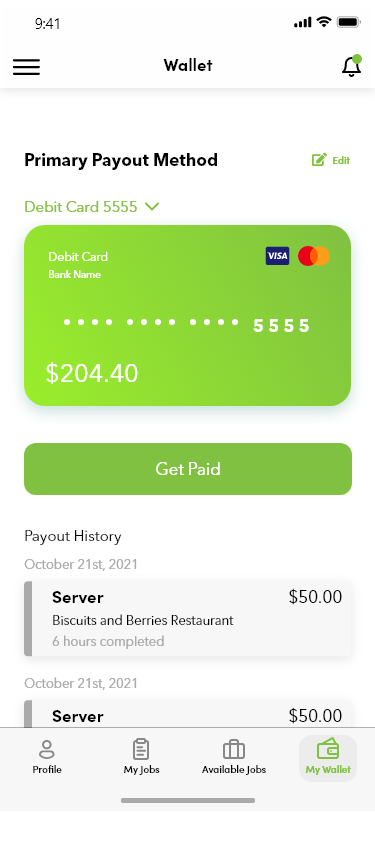 9:41
Wallet
Primary Payout Method
Edit
Debit Card 5555
Debit Card
VISA
Bank Name
5555
$204.40
Get Paid
Payout History
October 21st, 2021
Server $50.00
Biscuits and Berries Restaurant
6 hours completed
October 21st, 2021
Server $50.00
Profile My Jobs Available Jobs My Wallet